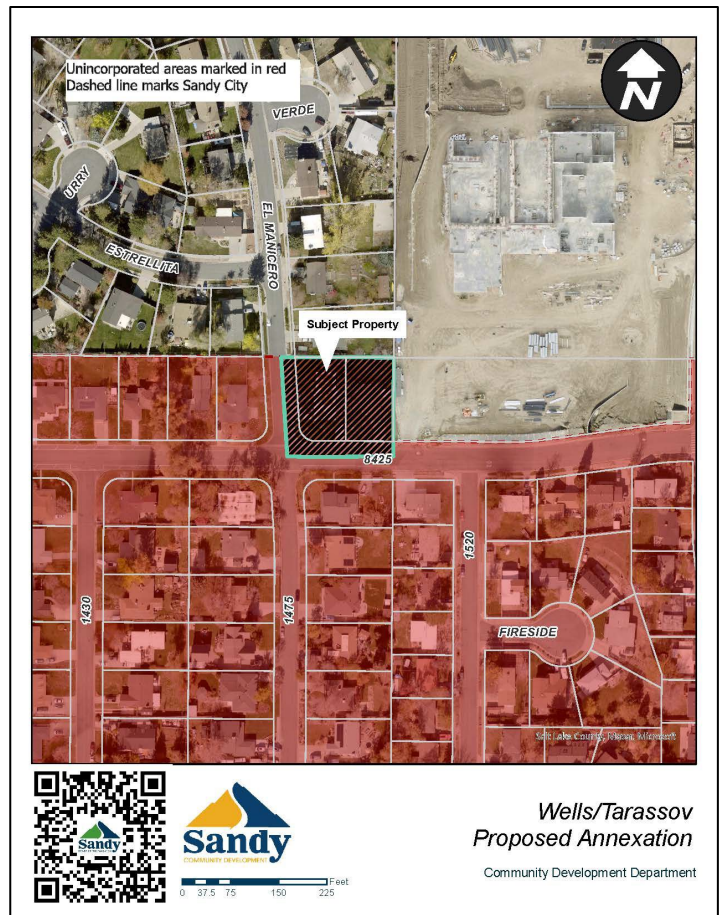 Unincorporated areas marked in red
Dashed line marks Sandy City
N
VERDE
URRY
EL MANICERO
ESTRELLITA
Subject Property
8425
1430
1475
1520
FIRESIDE
Salt Lake County, Maxar, Microsoft
Sandy
Sandy
COMMUNITY DEVELOPMENT
Feet
0 37.5 75 150 225
Wells/Tarassov
Proposed Annexation
Community Development Department